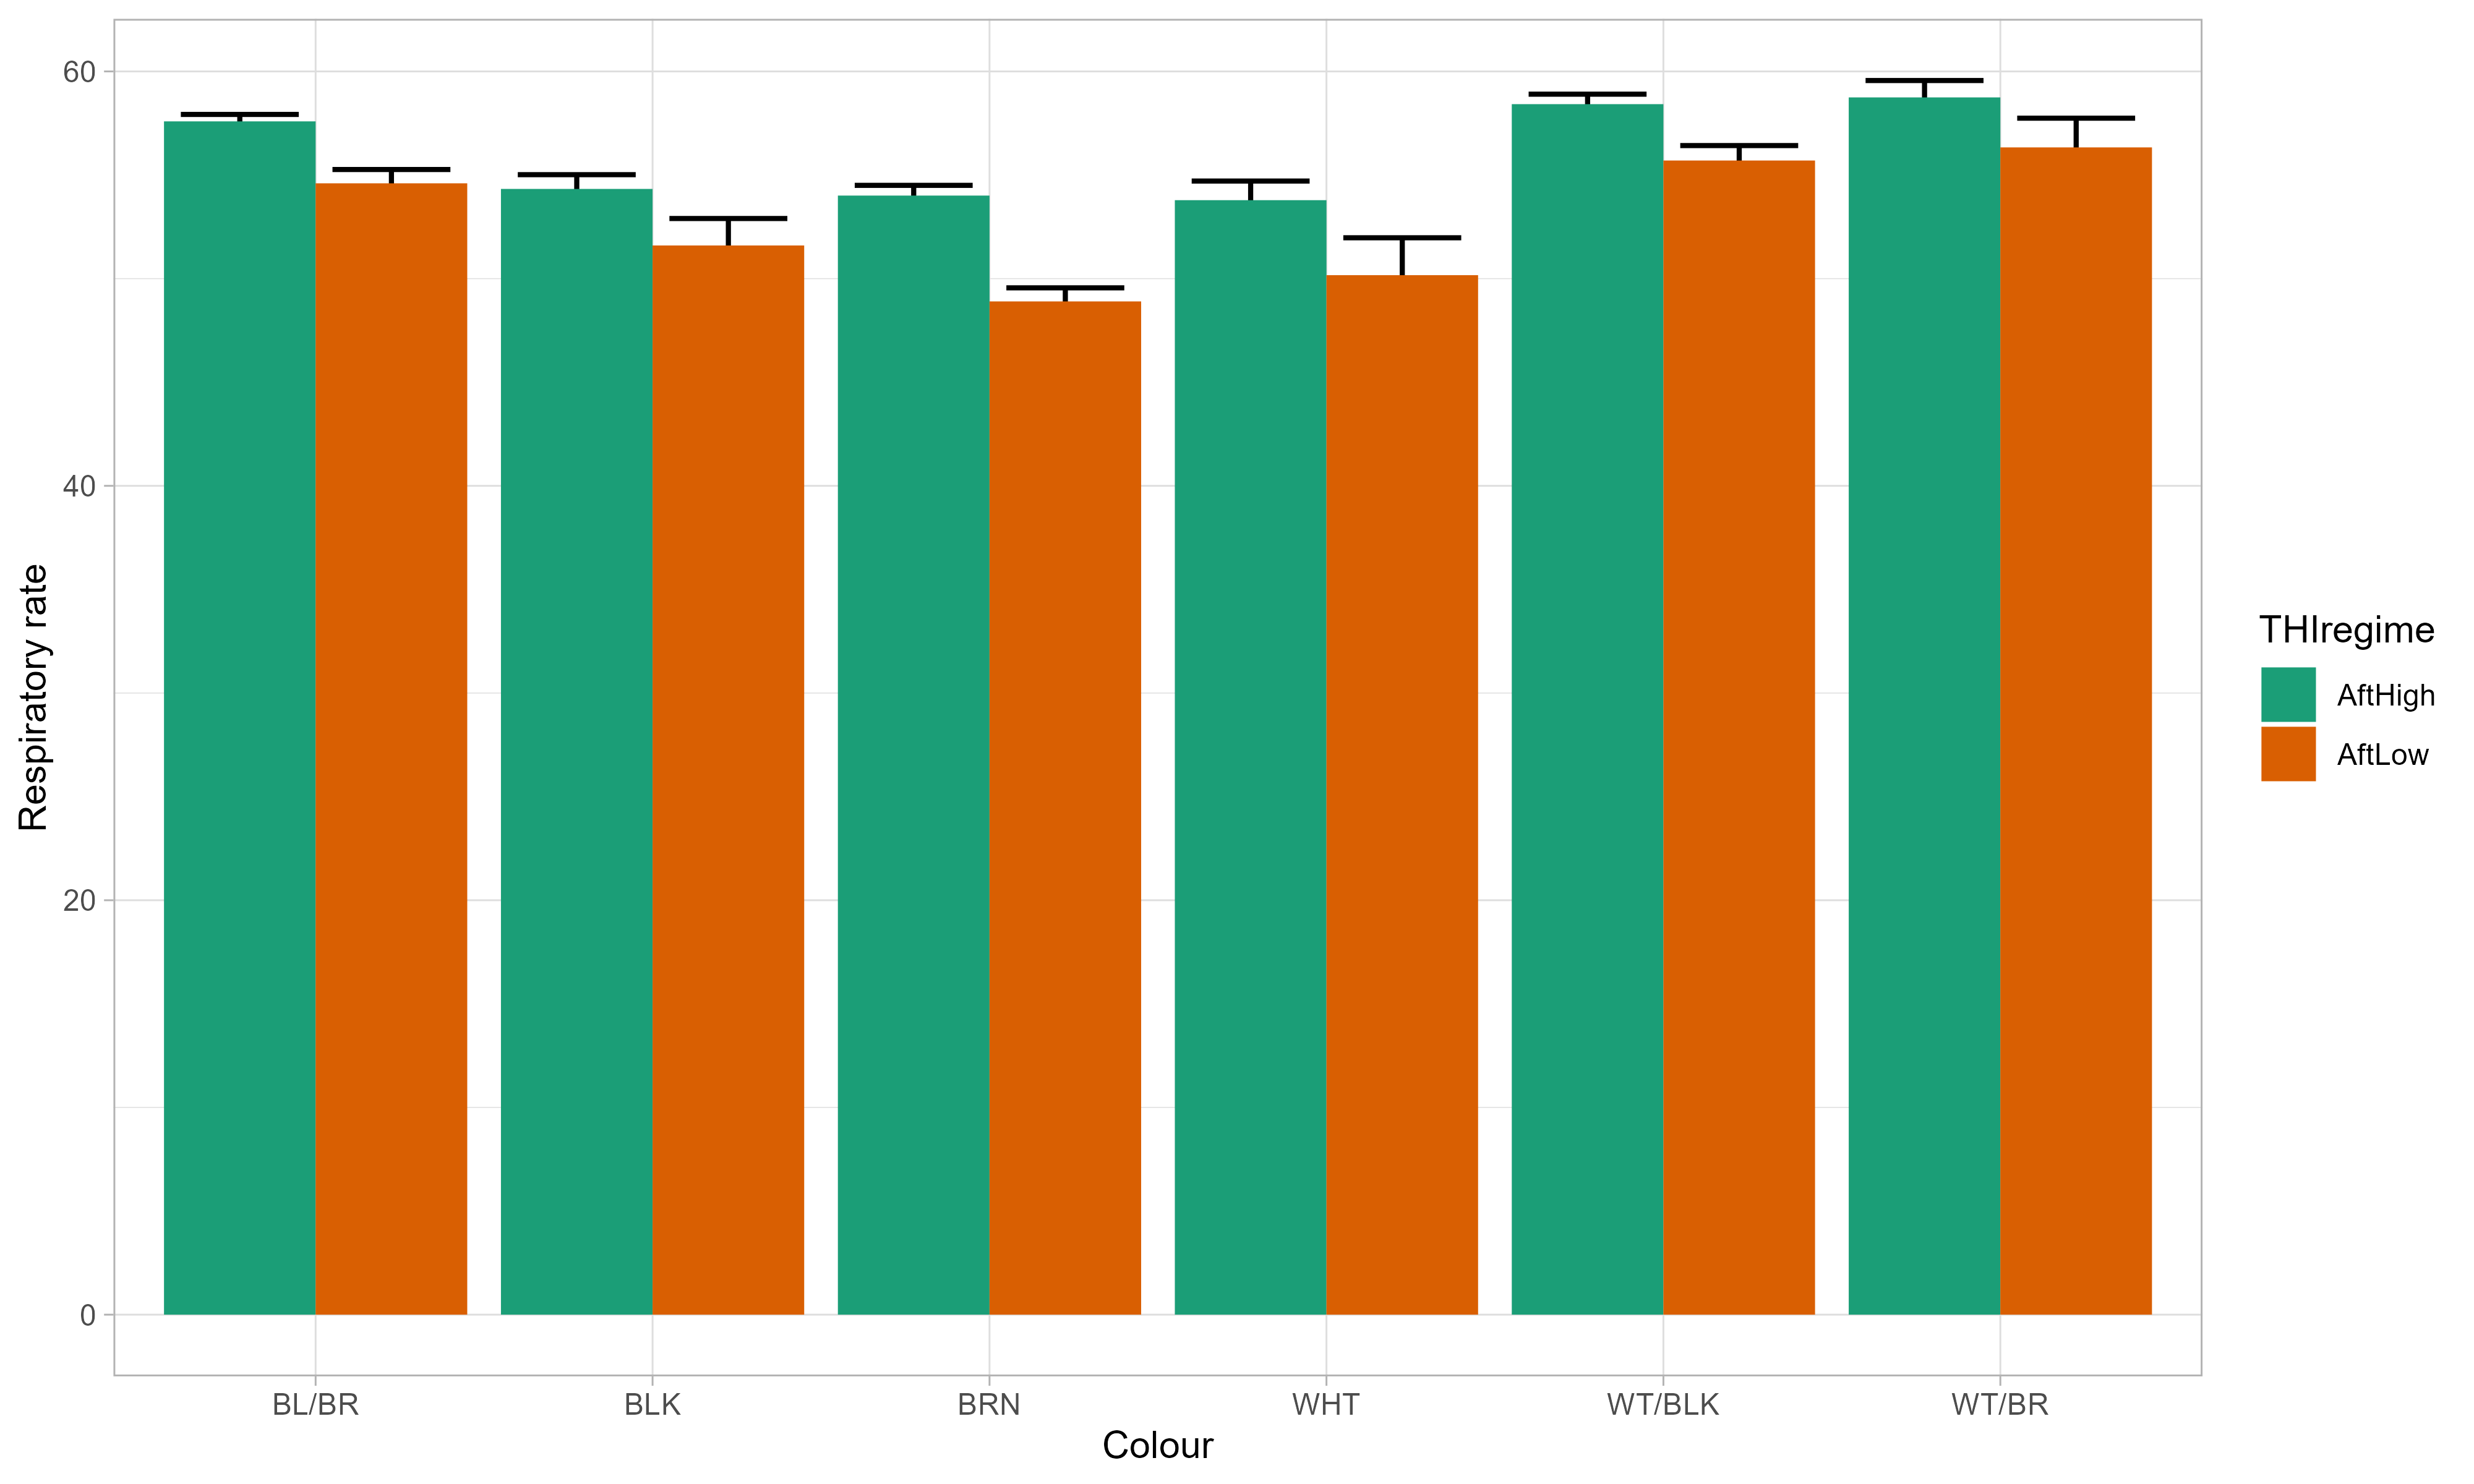 60
40
20
0
Respiratory rate
BL/BR
BLK
BRN
WHT
WT/BLK
WT/BR
Colour
THIregime
AftHigh
AftLow